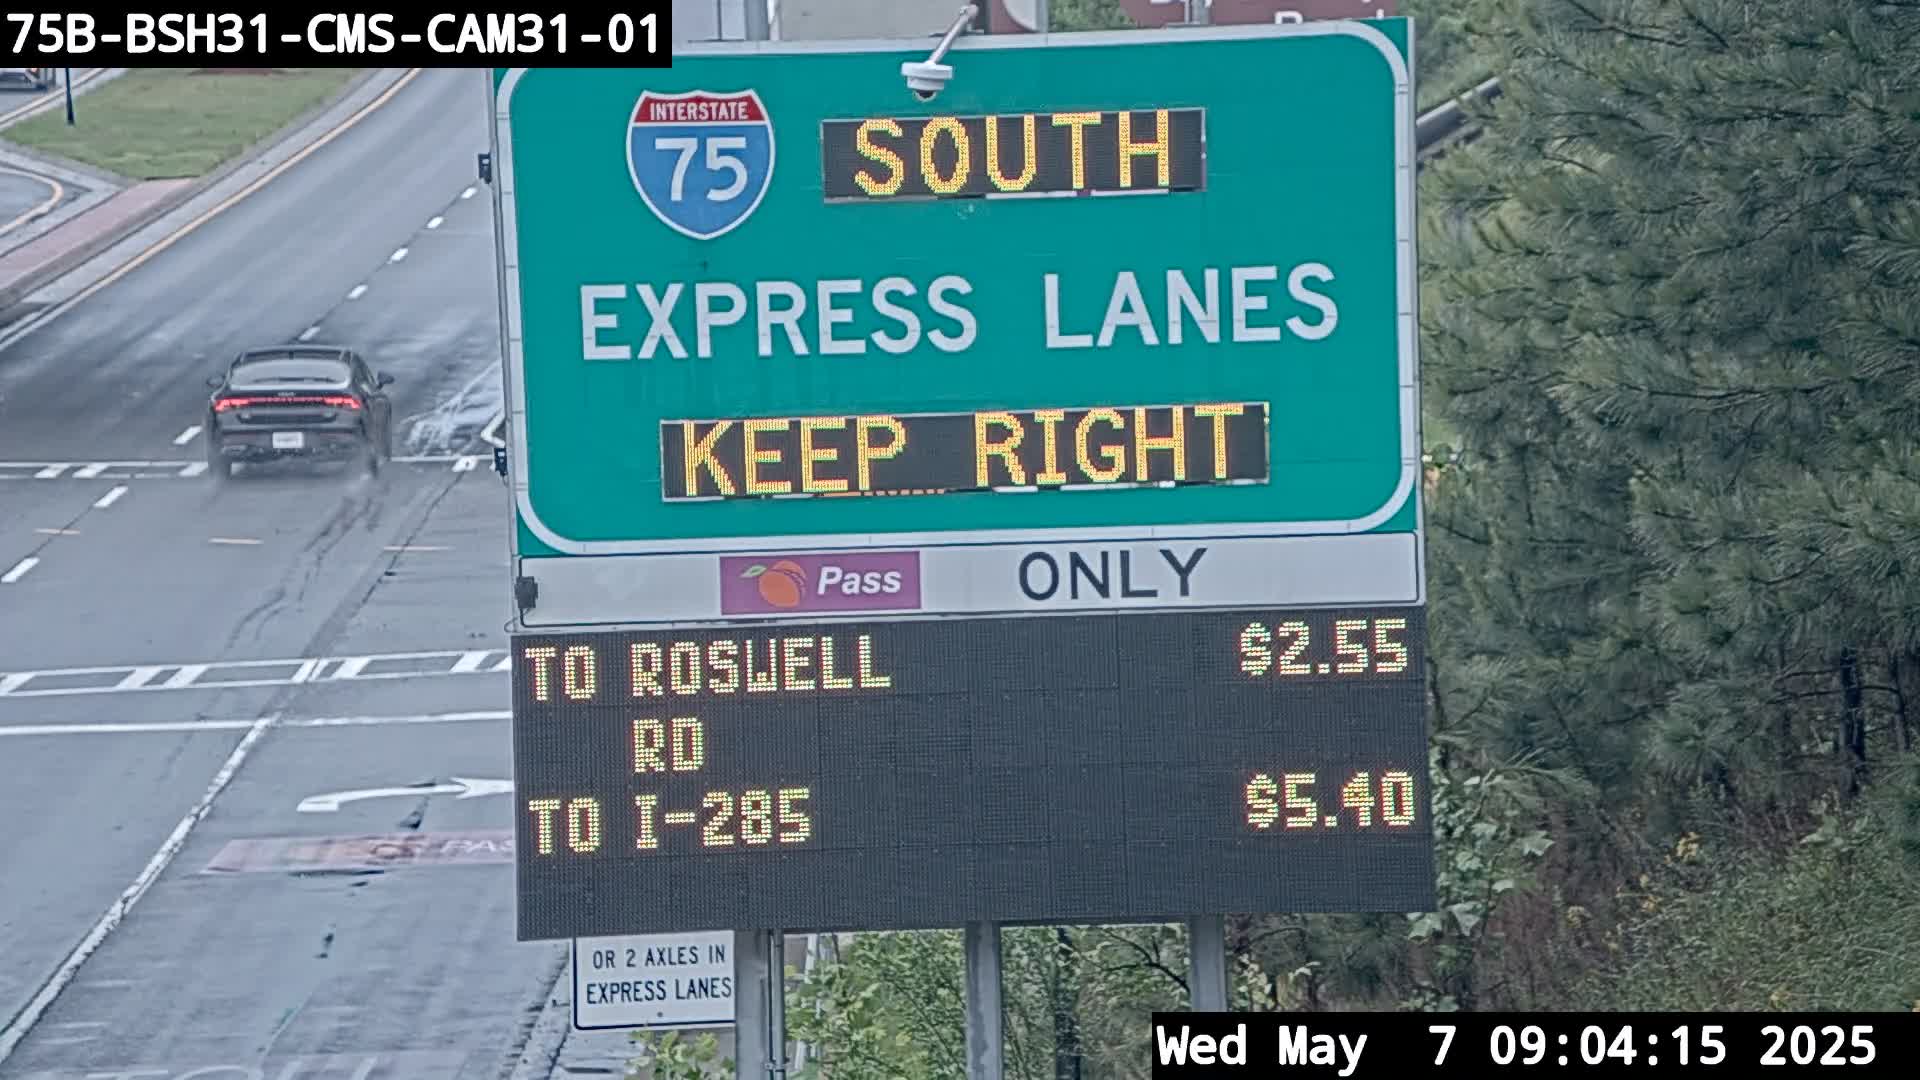 75B-BSH31-CMS-CAM31-01
INTERSTATE
75
SOUTH
EXPRESS LANES
KEEP RIGHT
Pass ONLY
TO ROSWELL $2.55
RD
TO I-285 $5.40
OR 2 AXLES IN
EXPRESS LANES
Wed May 7 09:04:15 2025